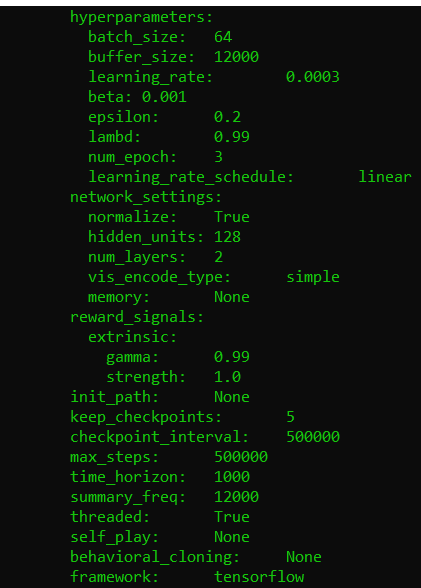 hyperparameters:
batch_size: 64
buffer_size: 12000
learning_rate: 0.0003
beta: 0.001
epsilon: 0.2
lambd: 0.99
num_epoch: 3
learning_rate_schedule: linear
network_settings:
normalize: True
hidden_units: 128
num_layers: 2
vis_encode_type: simple
memory: None
reward_signals:
extrinsic:
gamma: 0.99
strength: 1.0
init_path: None
keep_checkpoints: 5
checkpoint_interval: 500000
max_steps: 500000
time_horizon: 1000
summary_freq: 12000
threaded: True
self_play: None
behavioral_cloning: None
framework: tensorflow